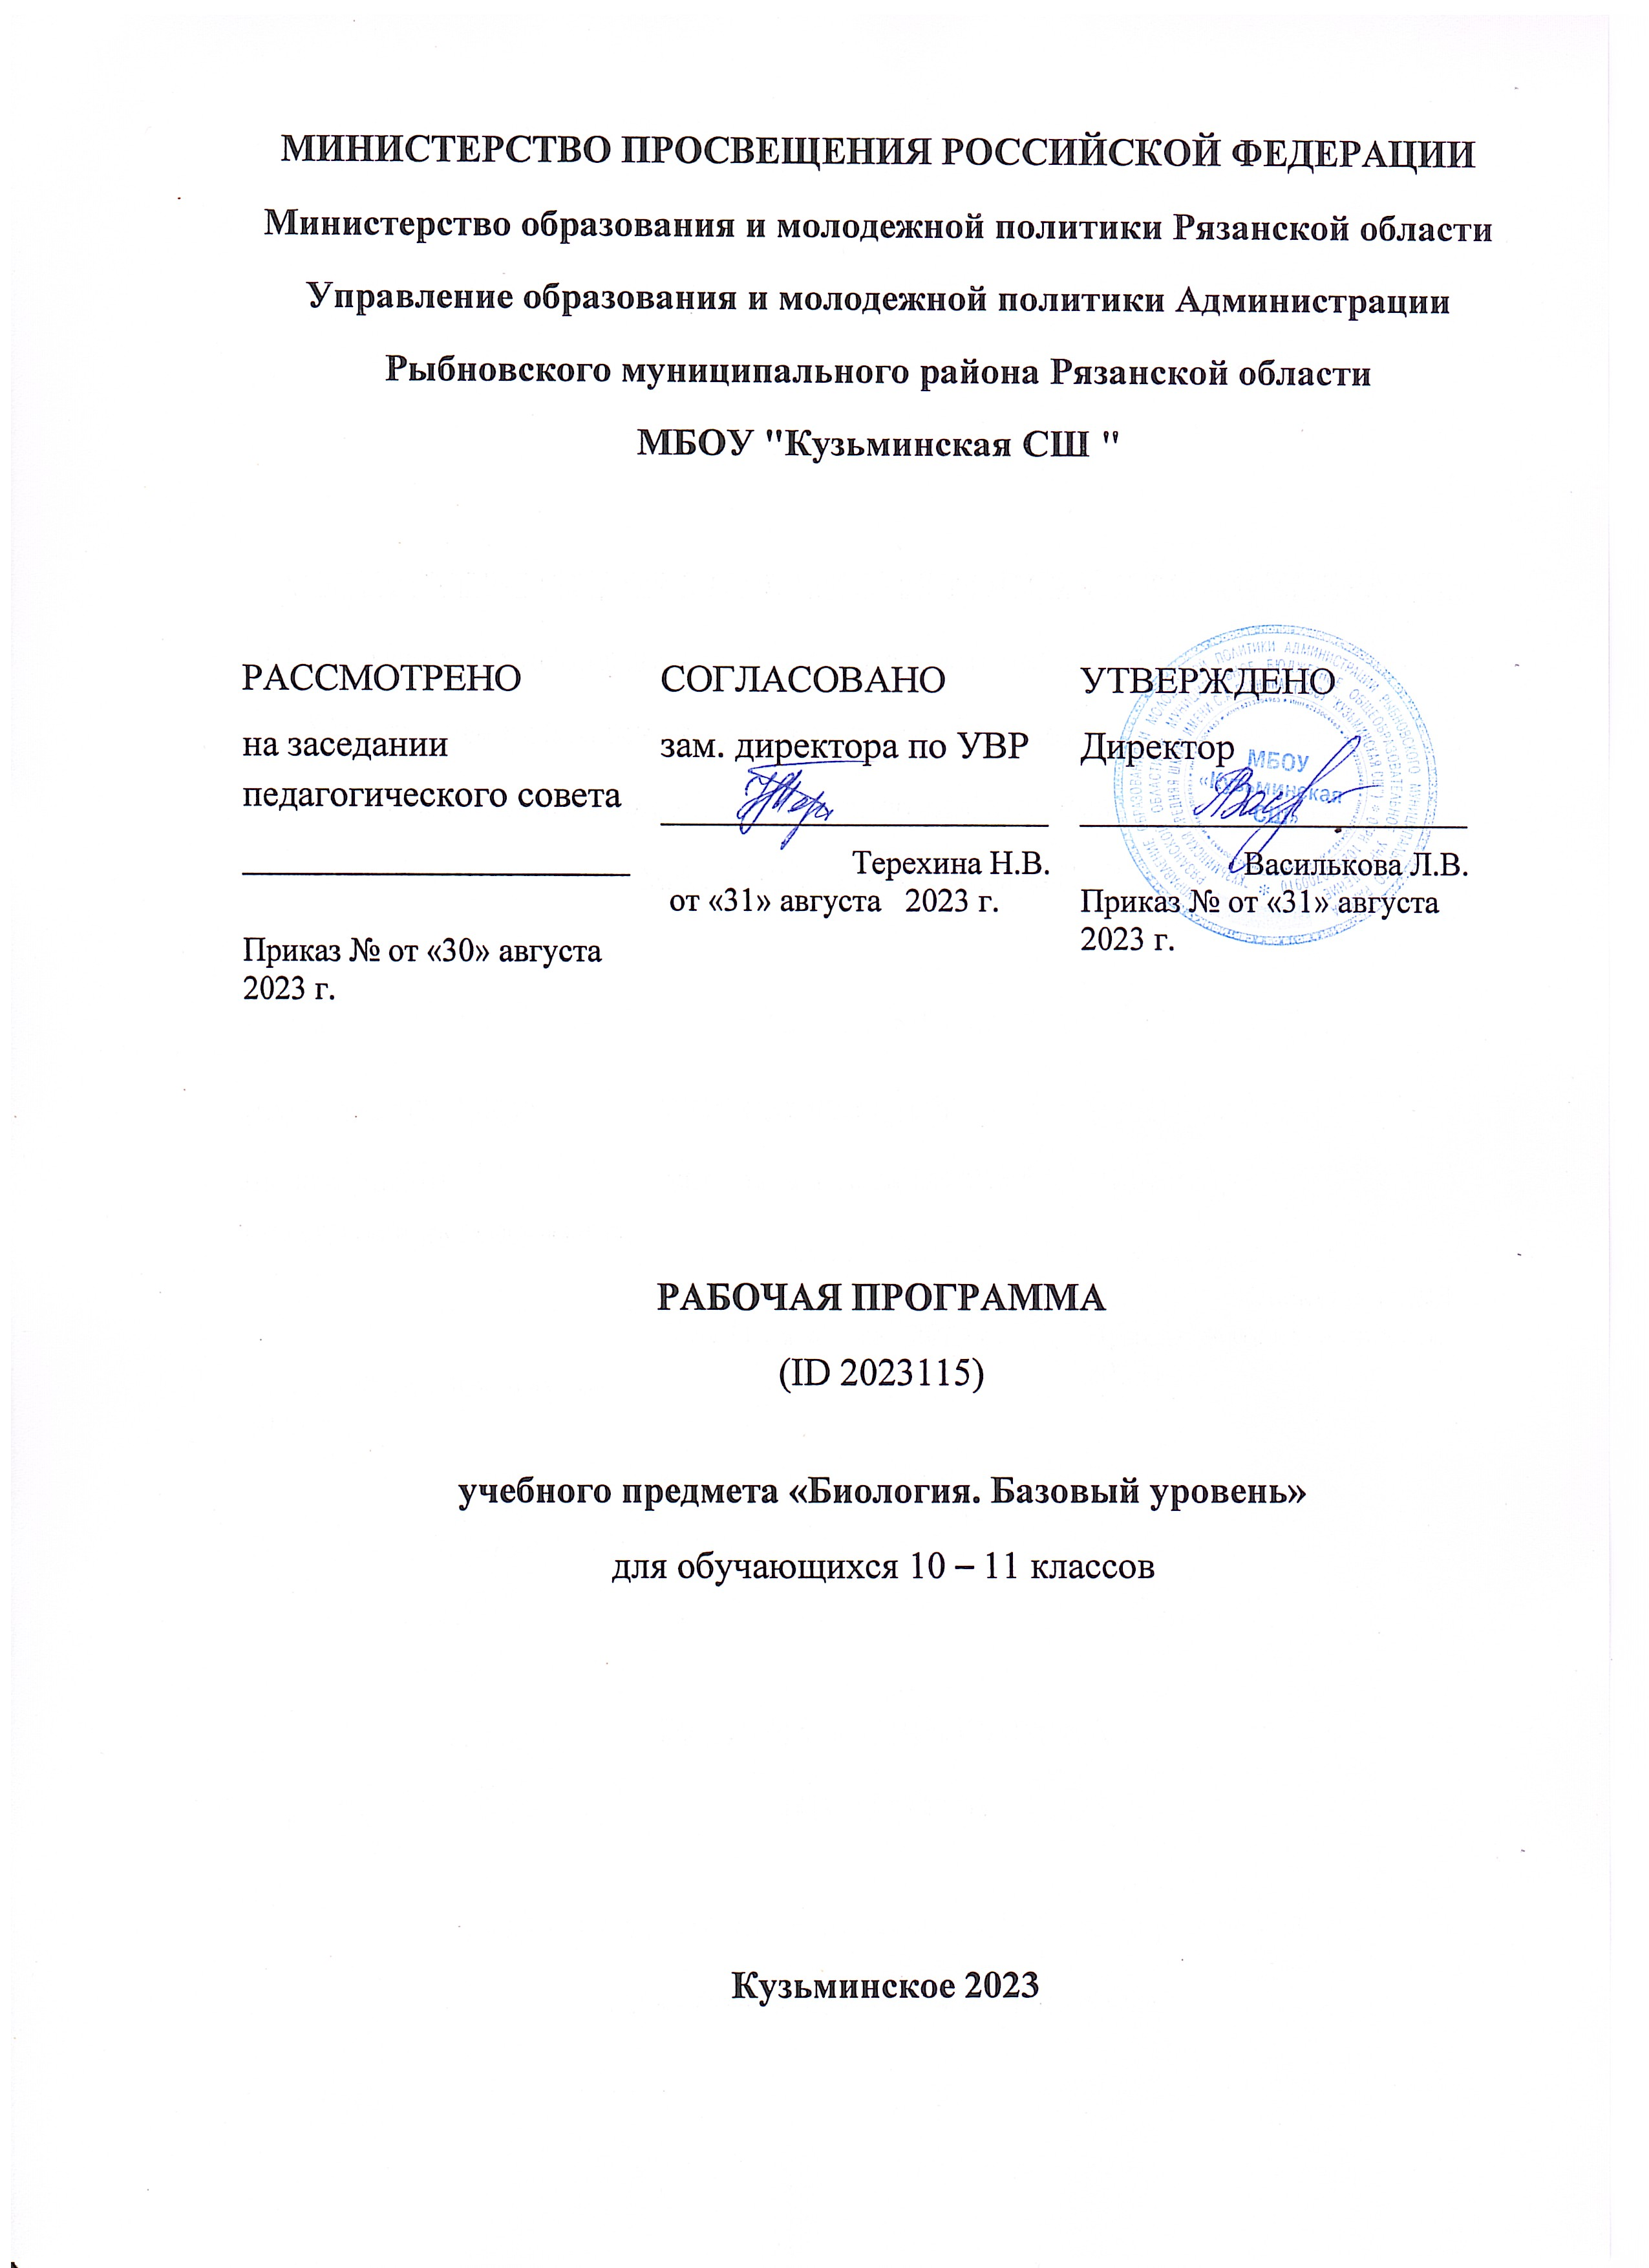 МИНИСТЕРСТВО ПРОСВЕЩЕНИЯ РОССИЙСКОЙ ФЕДЕРАЦИИ
Министерство образования и молодежной политики Рязанской области
Управление образования и молодежной политики Администрации
Рыбновского муниципального района Рязанской области
МБОУ "Кузьминская СШ "
РАССМОТРЕНО
на заседании
педагогического совета
Приказ № от «30» августа
2023 г.
СОГЛАСОВАНО
зам. директора по УВР
Терехина Н.В.
от «31» августа 2023 г.
УТВЕРЖДЕНО
Директор
Василькова Л.В.
Приказ № от «31» августа
2023 г.
МБОУ
«Кузьминская
СШ»
РАБОЧАЯ ПРОГРАММА
(ID 2023115)
учебного предмета «Биология. Базовый уровень»
для обучающихся 10 – 11 классов
Кузьминское 2023